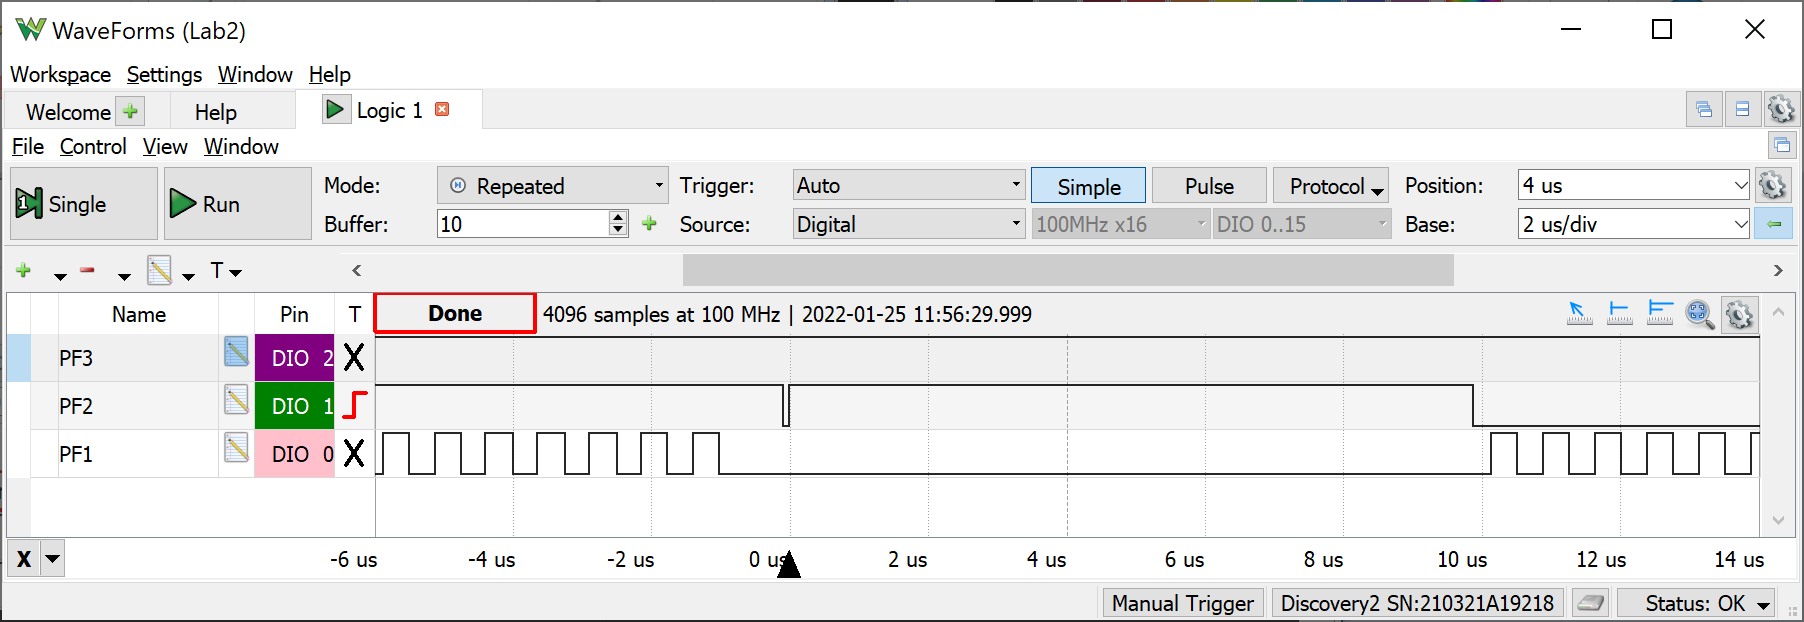 WaveForms (Lab2)
Workspace Settings Window Help
Welcome Help Logic 1
File Control View Window
Single Run Mode: Repeated Trigger: Auto Simple Pulse Protocol Position: 4 us
Buffer: 10 Source: Digital 100MHz x16 DIO 0..15 Base: 2 us/div
T
Name Pin T Done 4096 samples at 100 MHz | 2022-01-25 11:56:29.999
PF3 DIO 2 X
PF2 DIO 1
PF1 DIO 0 X
X -6 us -4 us -2 us 0 us 2 us 4 us 6 us 8 us 10 us 12 us 14 us
Manual Trigger Discovery2 SN:210321A19218 Status: OK